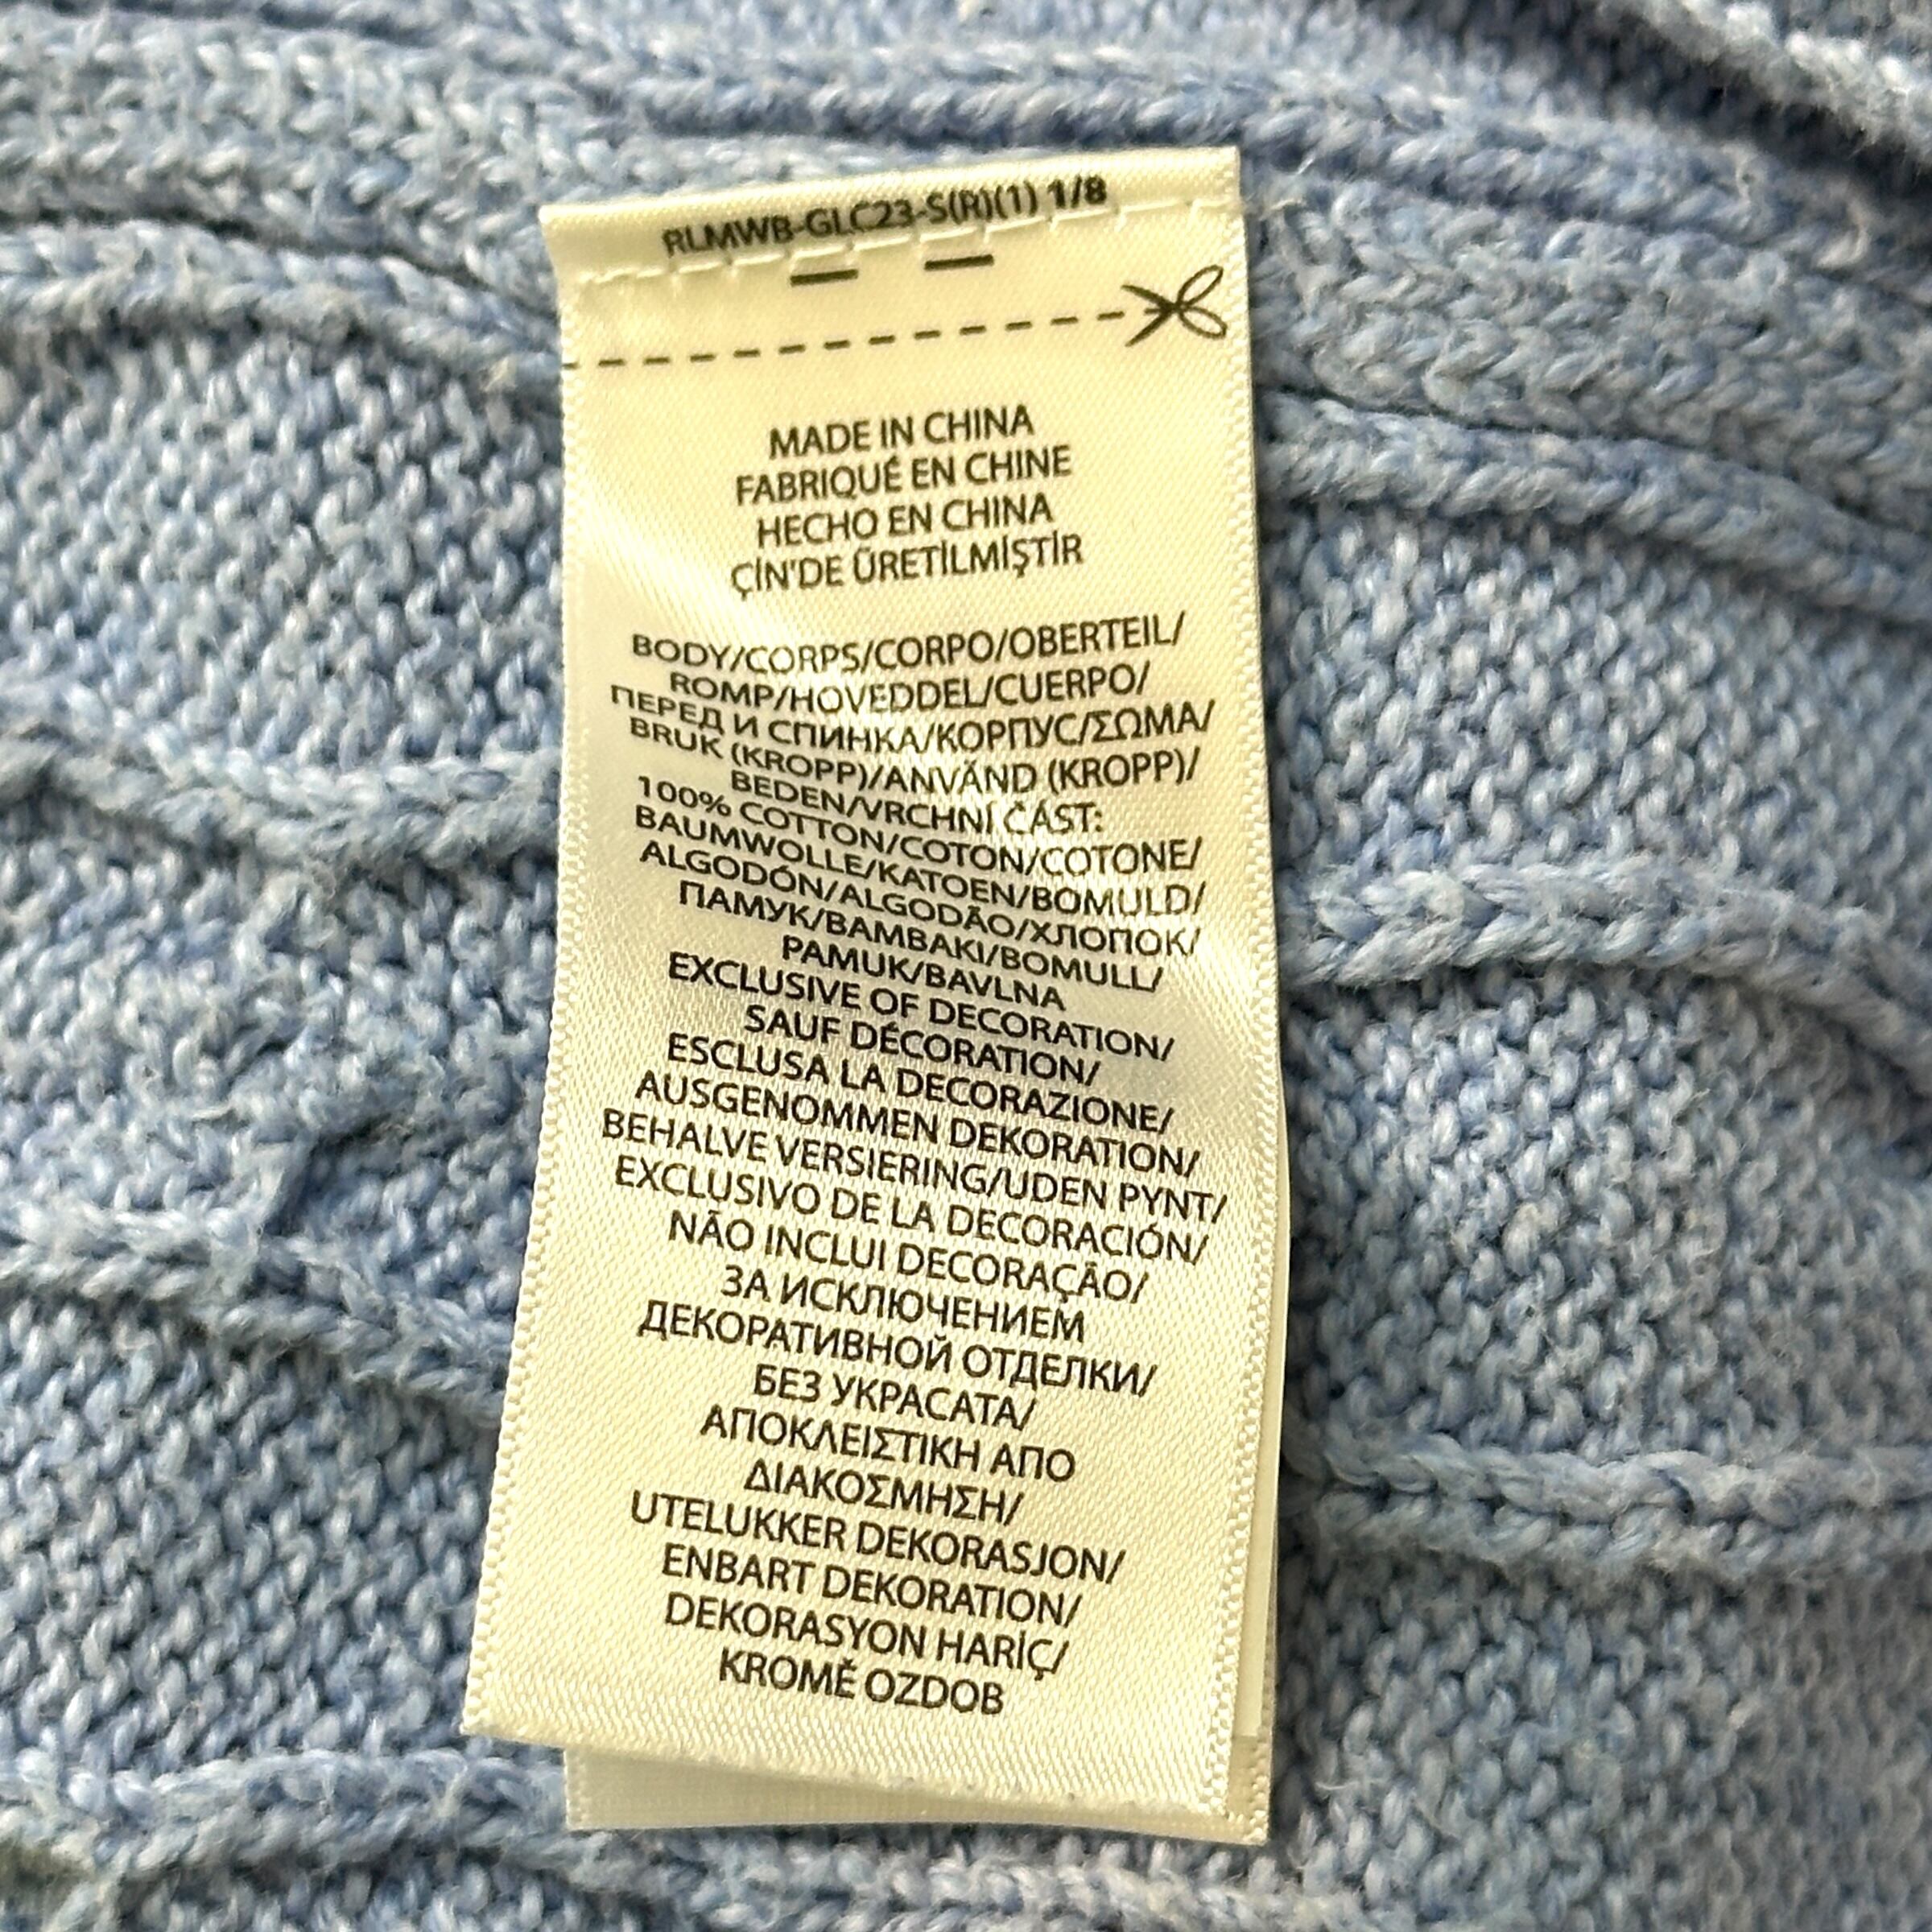 RLMWB-GLC23-S(R)(1) 1/8
MADE IN CHINA
FABRIQUÉ EN CHINE
HECHO EN CHINA
ÇİN'DE ÜRETİLMİŞTİR
BODY/CORPS/CORPO/OBERTEIL/
ROMP/HOVEDDEL/CUERPO/
ПЕРЕД И СПИНКА/КОРПУС/ΣΩΜΑ/
BRUK (KROPP)/ANVÄND (KROPP)/
BEDEN/VRCHNÍ ČÁST:
100% COTTON/COTON/COTONE/
BAUMWOLLE/KATOEN/BOMULD/
ALGODÓN/ALGODÃO/ХЛОПОК/
ПАМУК/BAMBAKI/BOMULL/
PAMUK/BAVLNA
EXCLUSIVE OF DECORATION/
SAUF DÉCORATION/
ESCLUSA LA DECORAZIONE/
AUSGENOMMEN DEKORATION/
BEHALVE VERSIERING/UDEN PYNT/
EXCLUSIVO DE LA DECORACIÓN/
NÃO INCLUI DECORAÇÃO/
ЗА ИСКЛЮЧЕНИЕМ
ДЕКОРАТИВНОЙ ОТДЕЛКИ/
БЕЗ УКРАСАТА/
ΑΠΟΚΛΕΙΣΤΙΚΗ ΑΠΟ
ΔΙΑΚΟΣΜΗΣΗ/
UTELUKKER DEKORASJON/
ENBART DEKORATION/
DEKORASYON HARİÇ/
KROMĚ OZDOB